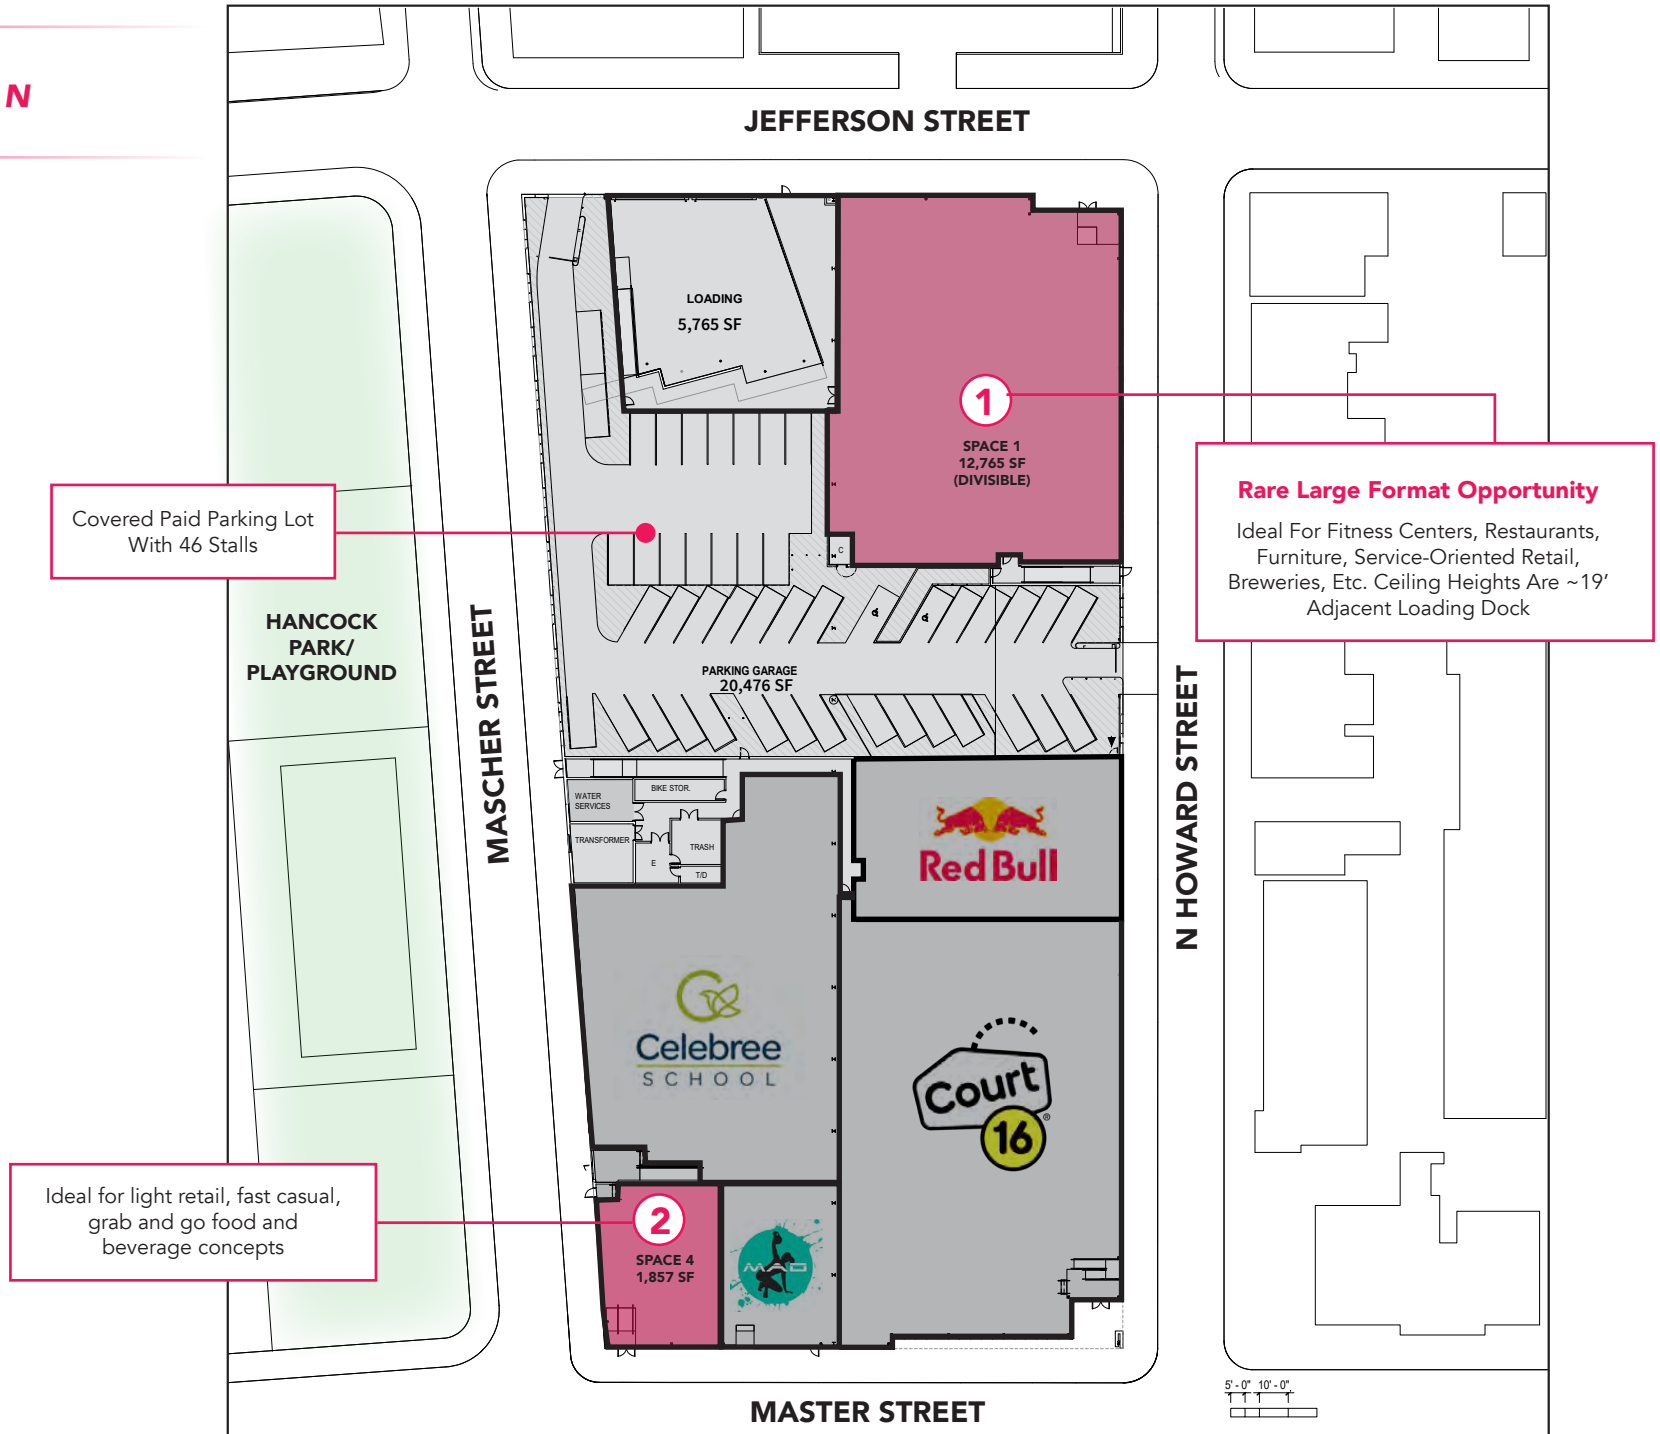 N
JEFFERSON STREET
LOADING
5,765 SF
1
SPACE 1
12,765 SF
(DIVISIBLE)
Rare Large Format Opportunity
Ideal For Fitness Centers, Restaurants,
Furniture, Service-Oriented Retail,
Breweries, Etc. Ceiling Heights Are ~19’
Adjacent Loading Dock
Covered Paid Parking Lot
With 46 Stalls
C
HANCOCK
PARK/
PLAYGROUND
MASCHER STREET
PARKING GARAGE
20,476 SF
N HOWARD STREET
WATER
SERVICES
BIKE STOR.
TRANSFORMER
E
TRASH
T/D
Red Bull
Celebree
SCHOOL
Court
16
®
Ideal for light retail, fast casual,
grab and go food and
beverage concepts
2
SPACE 4
1,857 SF
MAG
MASTER STREET
5' - 0" 10' - 0"